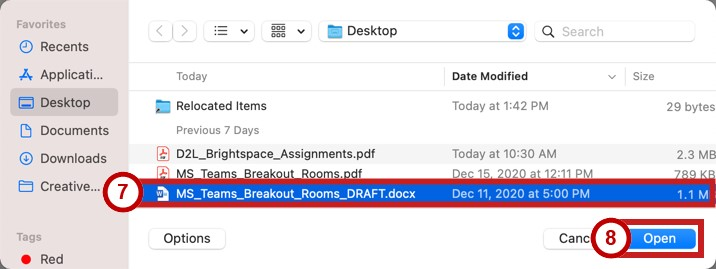 Favorites
Recents
Applicati...
Desktop
Documents
Downloads
Creative...
Tags
Red
Desktop
Search
Today Date Modified Size
Relocated Items Today at 1:42 PM 29 bytes
Previous 7 Days
D2L_Brightspace_Assignments.pdf Today at 10:30 AM 2.3 MB
MS_Teams_Breakout_Rooms.pdf Dec 15, 2020 at 12:11 PM 789 KB
7 MS_Teams_Breakout_Rooms_DRAFT.docx Dec 11, 2020 at 5:00 PM 1.1 M
Options Canc 8 Open